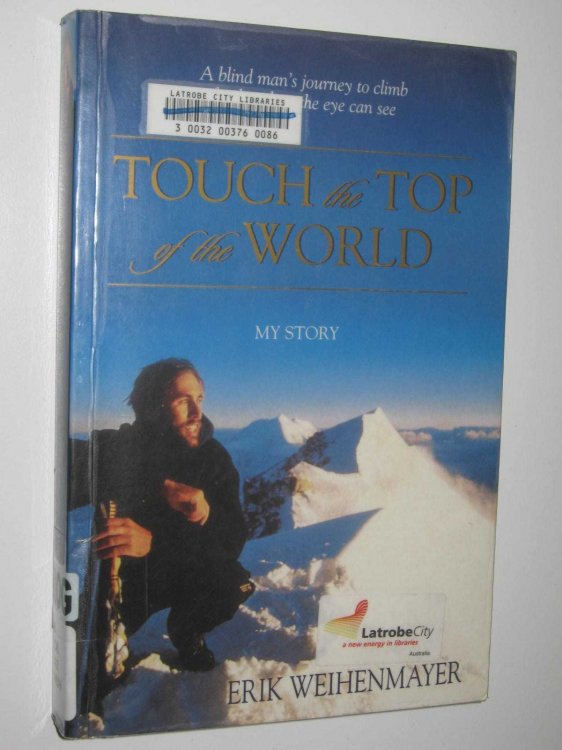 A blind man's journey to climb
the eye can see
LATROBE CITY LIBRARIES
3 0032 00376 0086
TOUCH the TOP
of the WORLD
MY STORY
G
LatrobeCity
a new energy in libraries
Australia
ERIK WEIHENMAYER